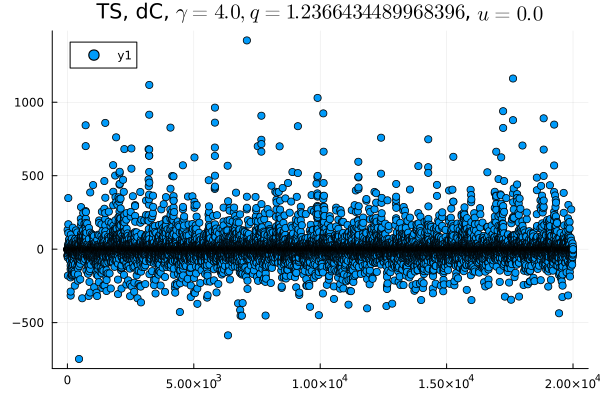 TS, dC, γ = 4.0, q = 1.2366434489968396, u = 0.0
y1
1000
500
0
−500
0 5.00×10³ 1.00×10⁴ 1.50×10⁴ 2.00×10⁴